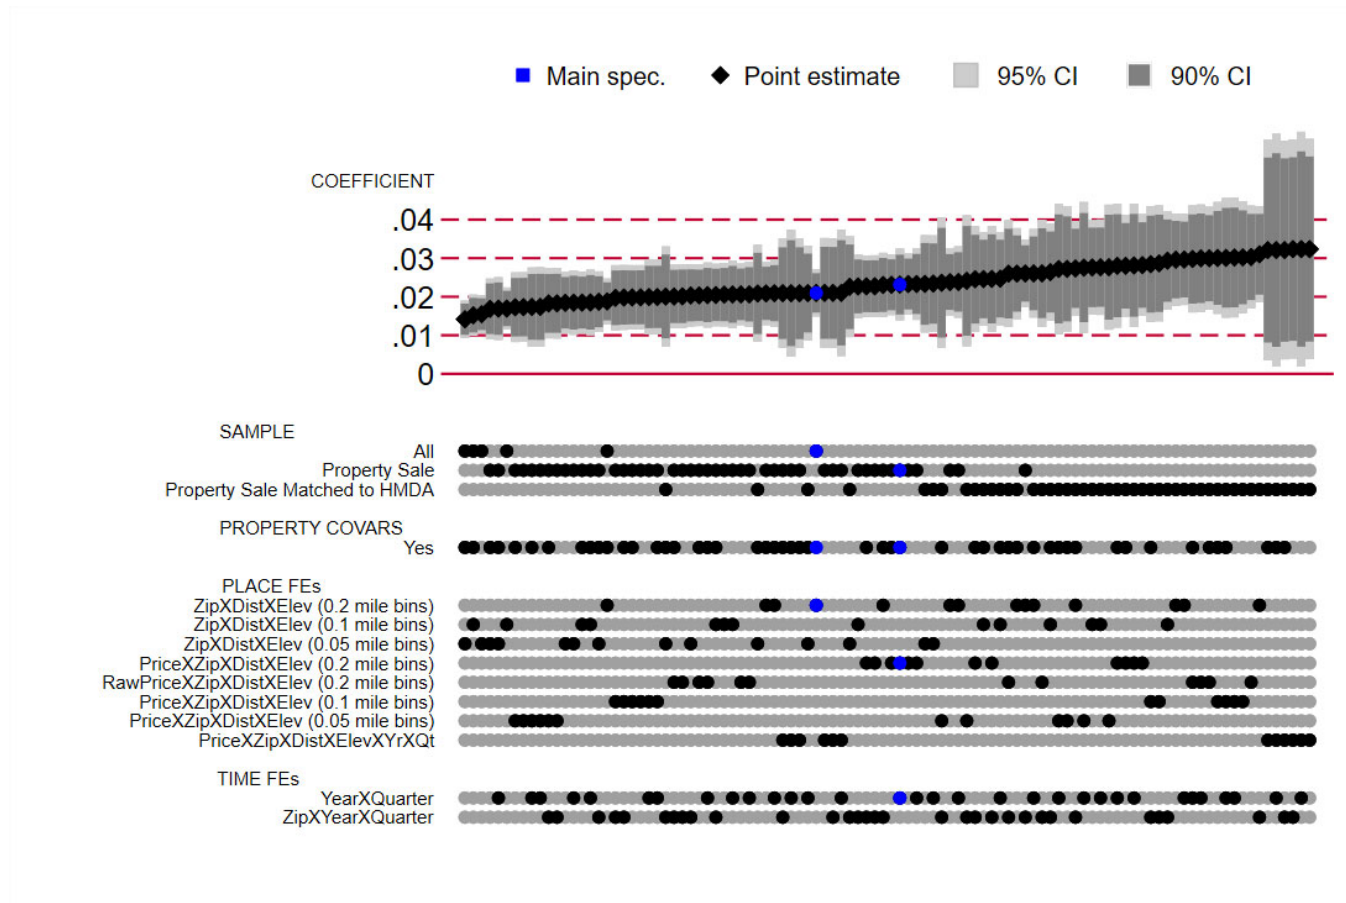 Main spec. Point estimate 95% CI 90% CI
COEFFICIENT
.04
.03
.02
.01
0
SAMPLE
All
Property Sale
Property Sale Matched to HMDA
PROPERTY COVARS
Yes
PLACE FEs
ZipXDistXElev (0.2 mile bins)
ZipXDistXElev (0.1 mile bins)
ZipXDistXElev (0.05 mile bins)
PriceXZipXDistXElev (0.2 mile bins)
RawPriceXZipXDistXElev (0.2 mile bins)
PriceXZipXDistXElev (0.1 mile bins)
PriceXZipXDistXElev (0.05 mile bins)
PriceXZipXDistXElevXYrXQt
TIME FEs
YearXQuarter
ZipXYearXQuarter